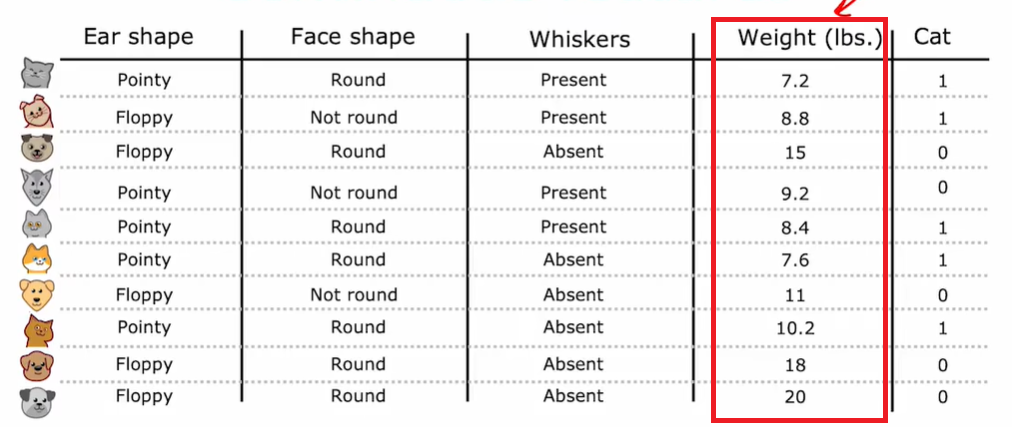 Ear shape Face shape Whiskers Weight (lbs.) Cat
Pointy Round Present 7.2 1
Floppy Not round Present 8.8 1
Floppy Round Absent 15 0
Pointy Not round Present 9.2 0
Pointy Round Present 8.4 1
Pointy Round Absent 7.6 1
Floppy Not round Absent 11 0
Pointy Round Absent 10.2 1
Floppy Round Absent 18 0
Floppy Round Absent 20 0